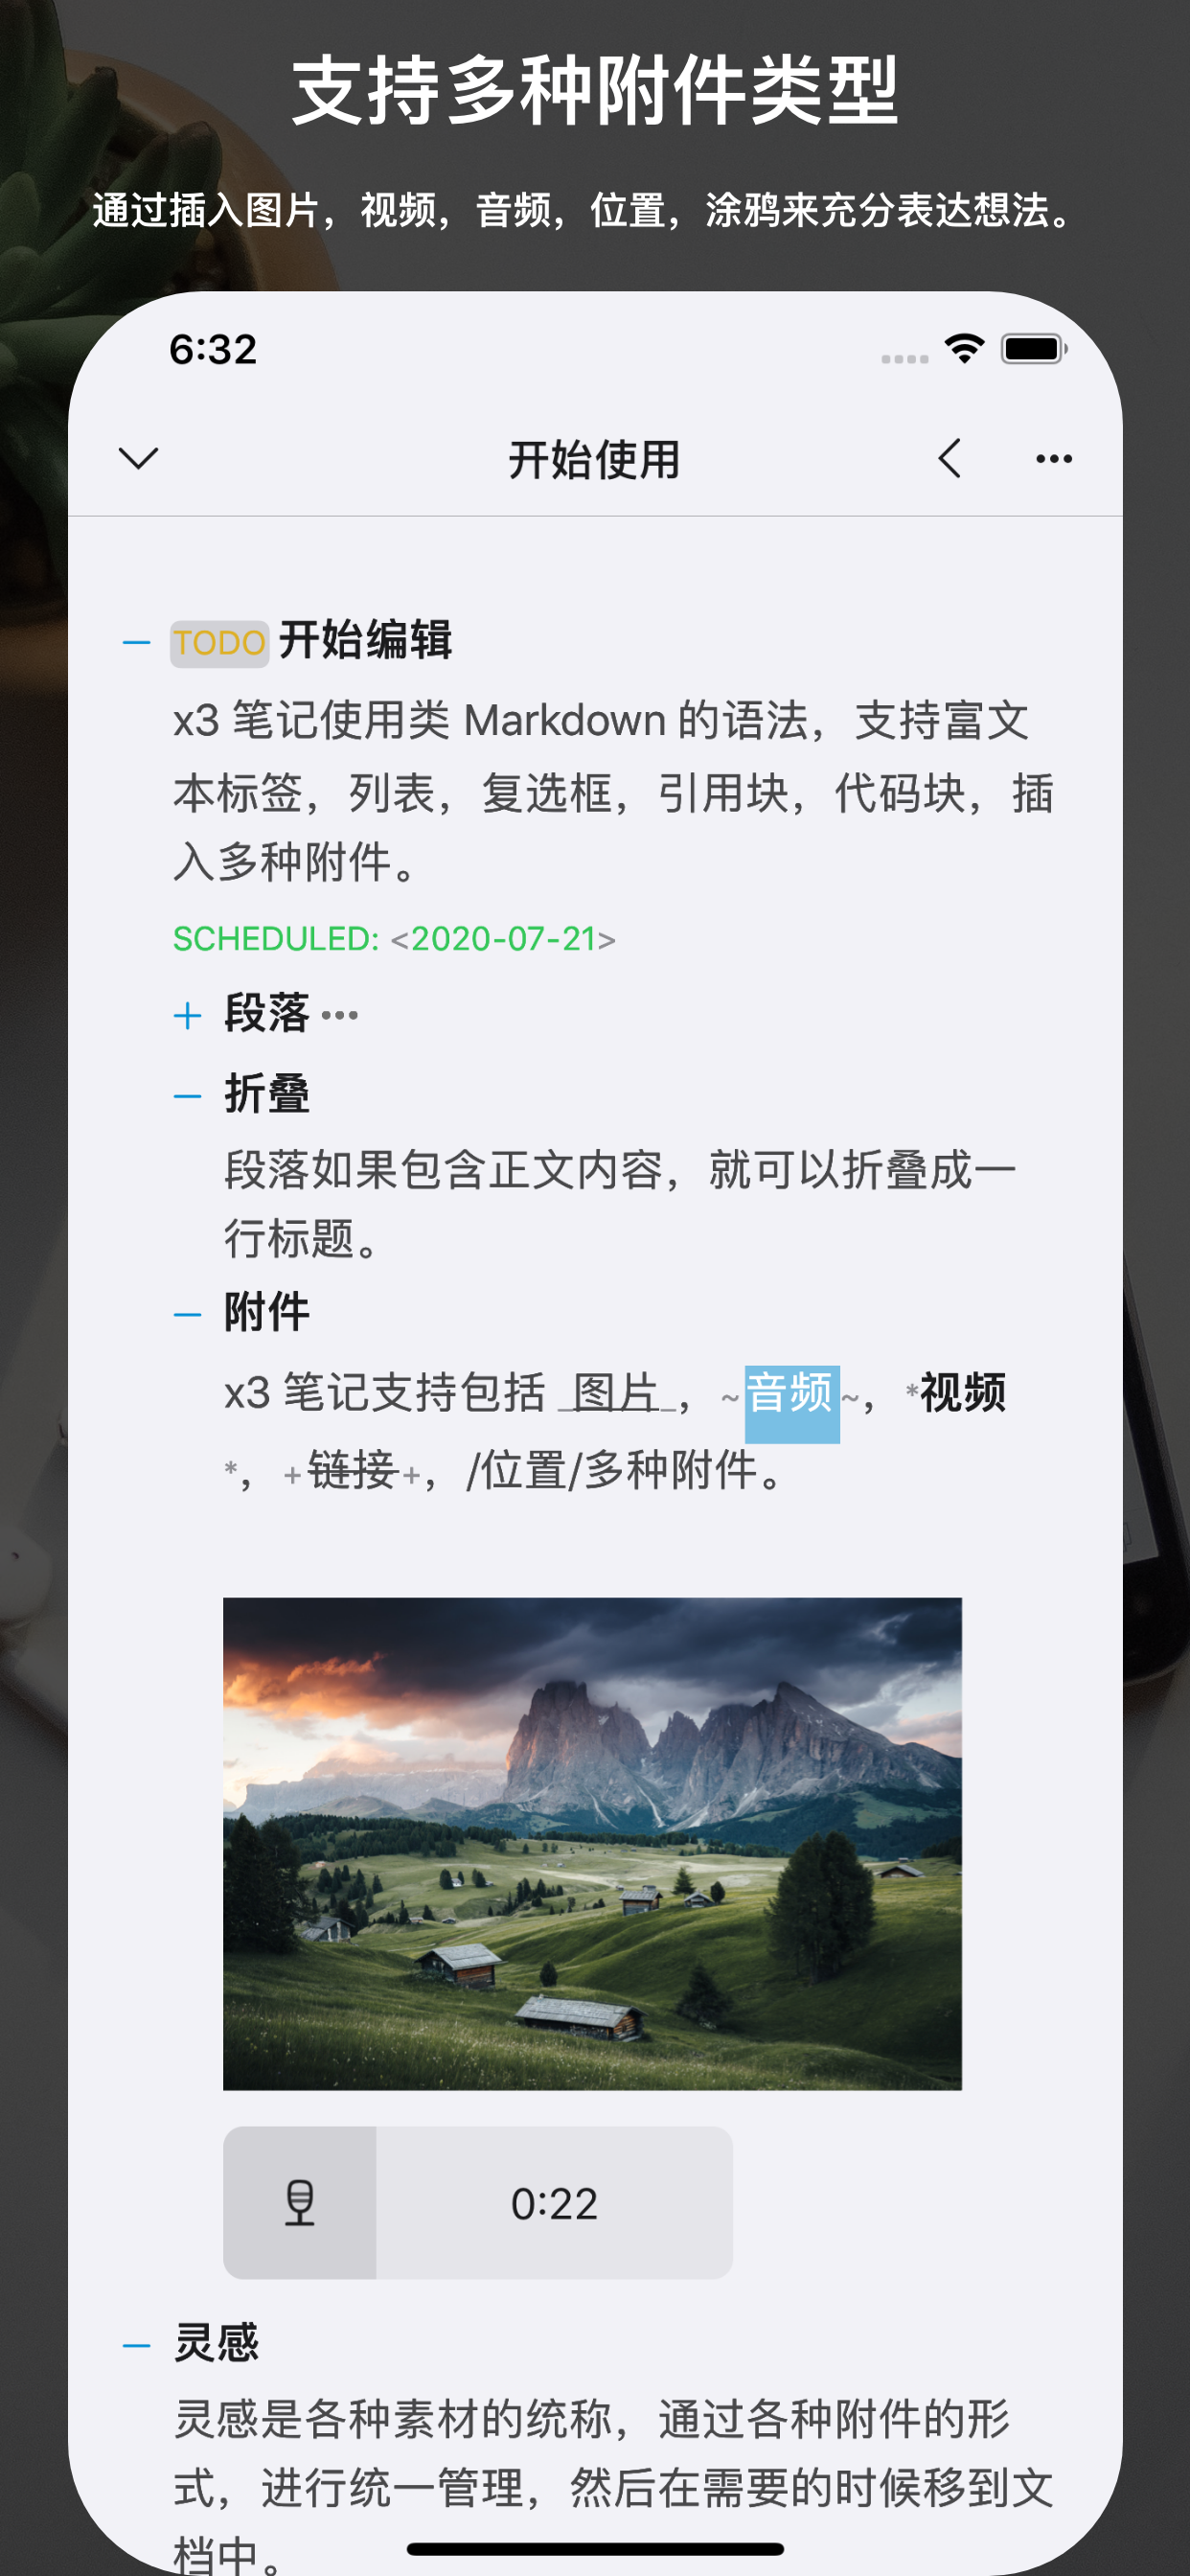 支持多种附件类型
通过插入图片，视频，音频，位置，涂鸦来充分表达想法。
6:32
开始使用
TODO 开始编辑
x3 笔记使用类 Markdown 的语法，支持富文
本标签，列表，复选框，引用块，代码块，插
入多种附件。
SCHEDULED: <2020-07-21>
段落 •••
折叠
段落如果包含正文内容，就可以折叠成一
行标题。
附件
x3 笔记支持包括 _图片_，~音频~，*视频
*，+链接+，/位置/多种附件。
0:22
灵感
灵感是各种素材的统称，通过各种附件的形
式，进行统一管理，然后在需要的时候移到文
档中。